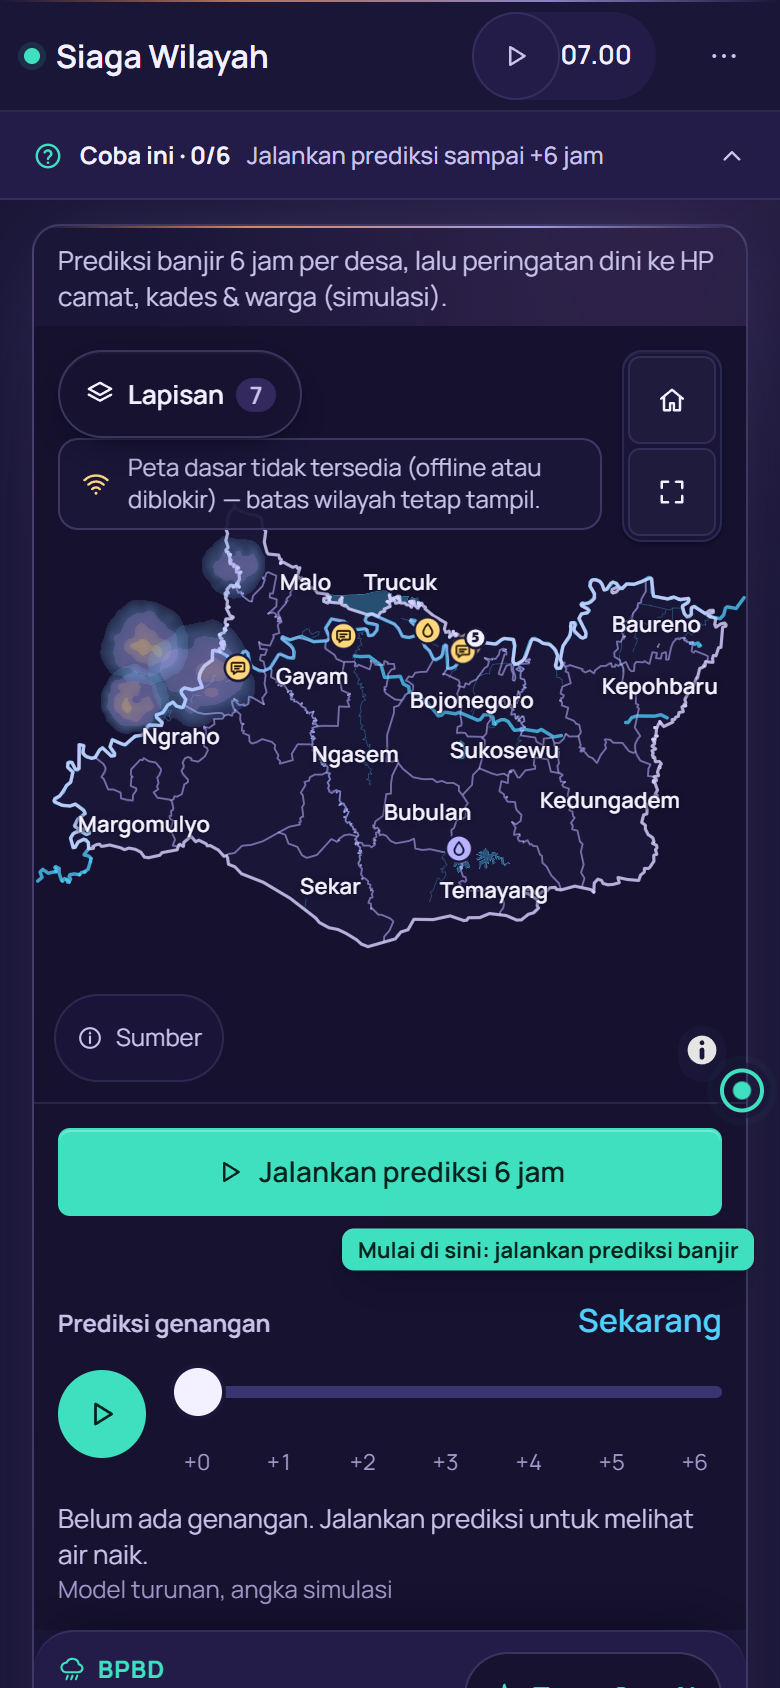 Siaga Wilayah
07.00
Coba ini · 0/6 Jalankan prediksi sampai +6 jam
Prediksi banjir 6 jam per desa, lalu peringatan dini ke HP
camat, kades & warga (simulasi).
Lapisan 7
Peta dasar tidak tersedia (offline atau
diblokir) — batas wilayah tetap tampil.
Malo
Trucuk
Baureno
5
Gayam
Kepohbaru
Bojonegoro
Ngraho
Ngasem
Sukosewu
Kedungadem
Bubulan
Margomulyo
Sekar
Temayang
Sumber
Jalankan prediksi 6 jam
Mulai di sini: jalankan prediksi banjir
Prediksi genangan
Sekarang
+0 +1 +2 +3 +4 +5 +6
Belum ada genangan. Jalankan prediksi untuk melihat
air naik.
Model turunan, angka simulasi
BPBD